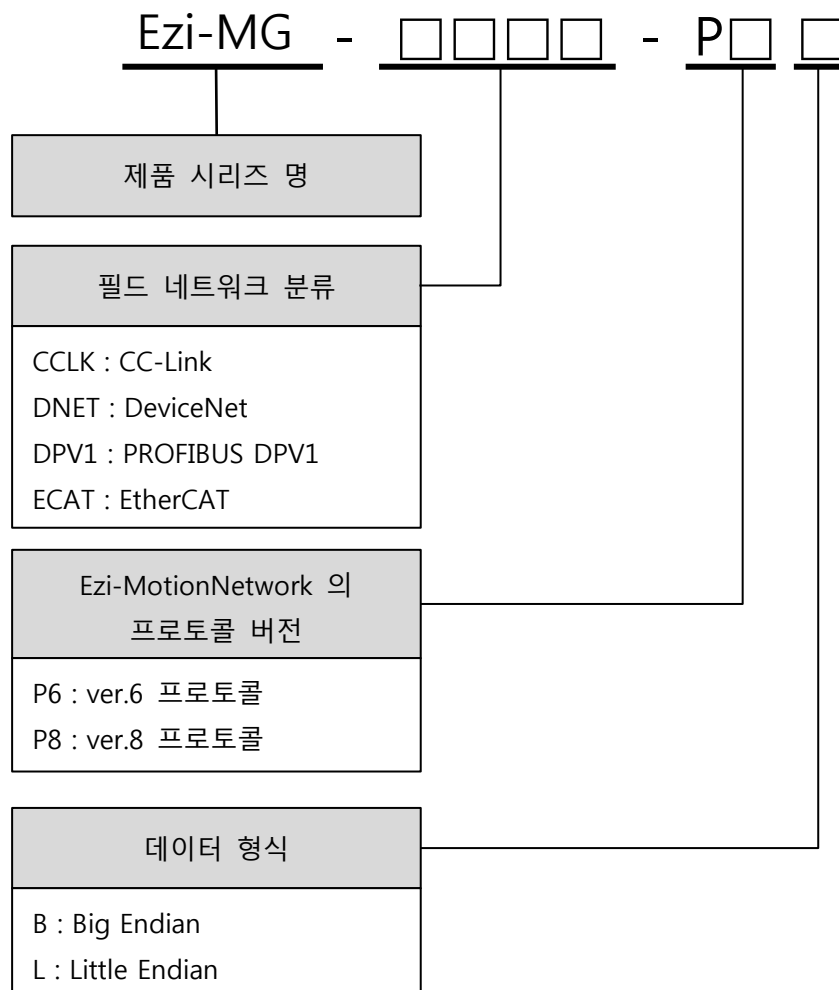 Ezi-MG - □□□□ - P□ □
제품 시리즈 명
필드 네트워크 분류
CCLK : CC-Link
DNET : DeviceNet
DPV1 : PROFIBUS DPV1
ECAT : EtherCAT
Ezi-MotionNetwork 의
프로토콜 버전
P6 : ver.6 프로토콜
P8 : ver.8 프로토콜
데이터 형식
B : Big Endian
L : Little Endian